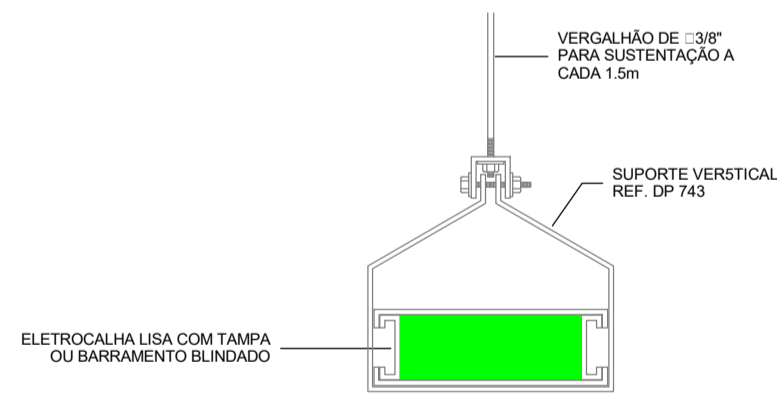 VERGALHÃO DE □3/8"
PARA SUSTENTAÇÃO A
CADA 1.5m
SUPORTE VER5TICAL
REF. DP 743
ELETROCALHA LISA COM TAMPA
OU BARRAMENTO BLINDADO